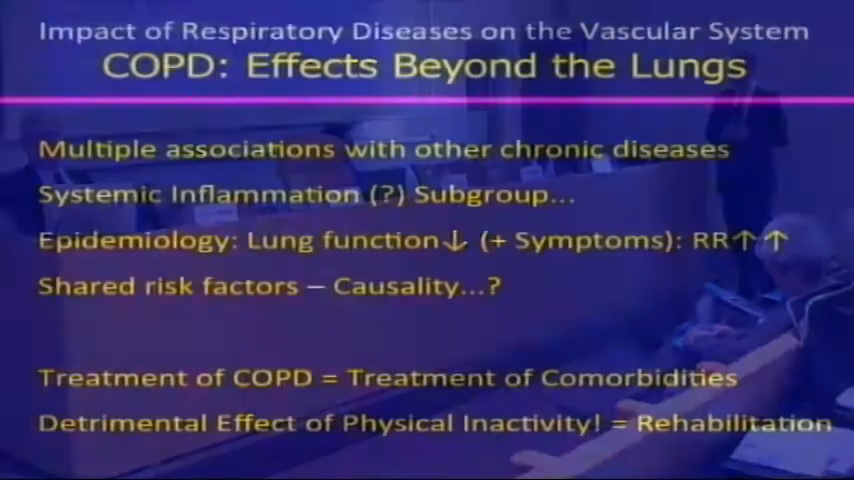 Impact of Respiratory Diseases on the Vascular System
COPD: Effects Beyond the Lungs
Multiple associations with other chronic diseases
Systemic Inflammation (?) Subgroup...
Epidemiology: Lung function↓ (+ Symptoms): RR↑↑
Shared risk factors – Causality...?
Treatment of COPD = Treatment of Comorbidities
Detrimental Effect of Physical Inactivity! = Rehabilitation